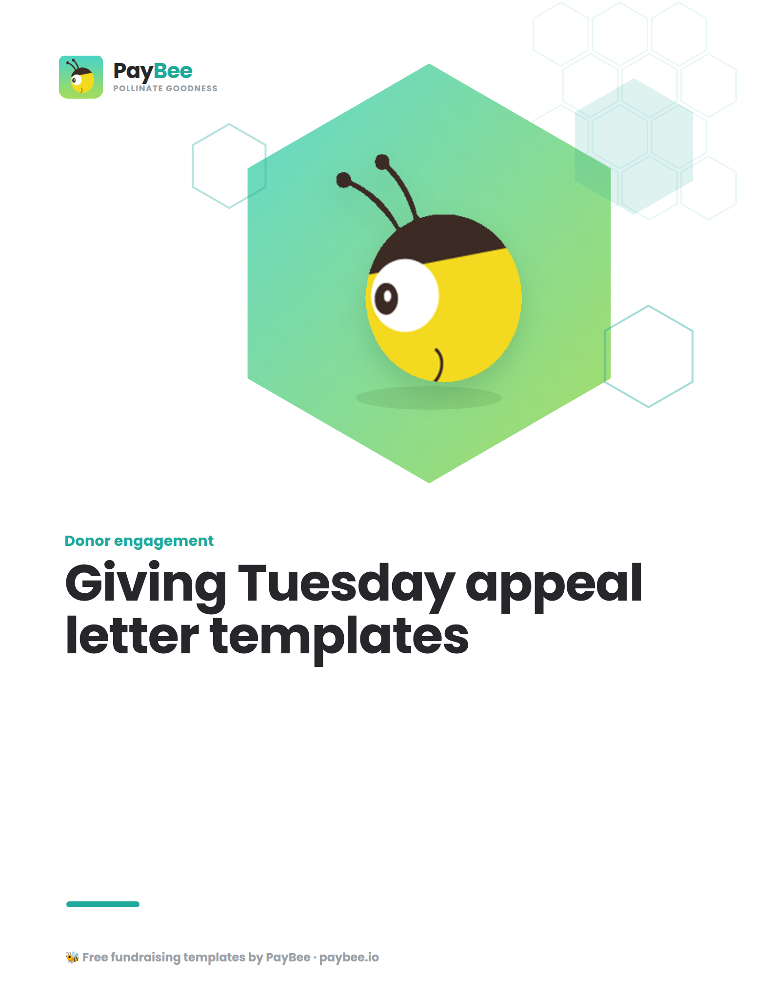 PayBee
POLLINATE GOODNESS
Donor engagement
Giving Tuesday appeal
letter templates
🐝 Free fundraising templates by PayBee · paybee.io